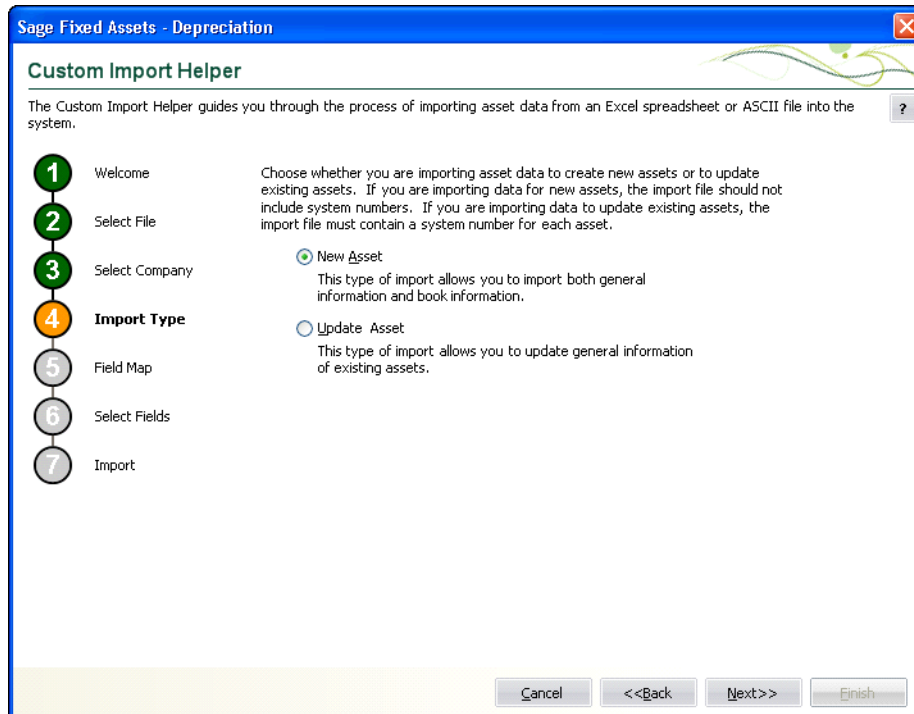 Sage Fixed Assets - Depreciation
Custom Import Helper
The Custom Import Helper guides you through the process of importing asset data from an Excel spreadsheet or ASCII file into the
system.
?
1 Welcome
2 Select File
3 Select Company
4 Import Type
5 Field Map
6 Select Fields
7 Import
Choose whether you are importing asset data to create new assets or to update
existing assets. If you are importing data for new assets, the import file should not
include system numbers. If you are importing data to update existing assets, the
import file must contain a system number for each asset.
New Asset
This type of import allows you to import both general
information and book information.
Update Asset
This type of import allows you to update general information
of existing assets.
Cancel
<<Back
Next>>
Finish